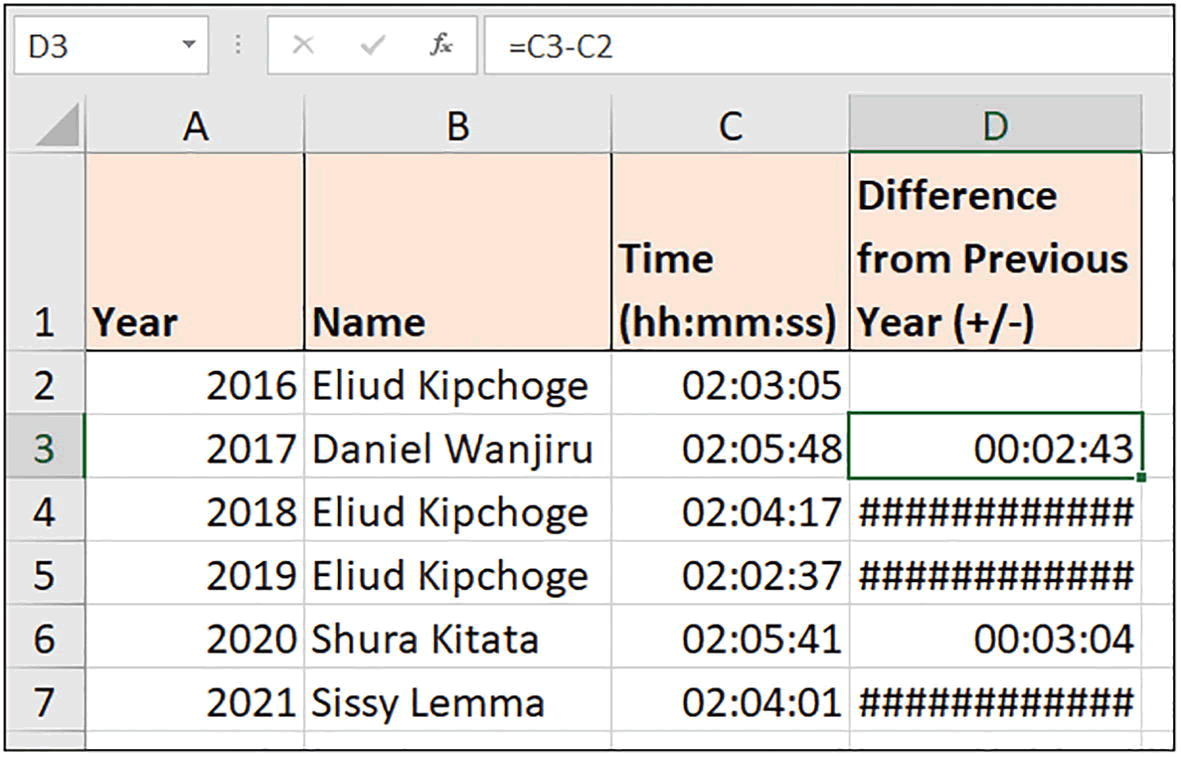 D3 fx =C3-C2
A B C D
Difference
from Previous
Time
1 Year Name (hh:mm:ss) Year (+/-)
2 2016 Eliud Kipchoge 02:03:05
3 2017 Daniel Wanjiru 02:05:48 00:02:43
4 2018 Eliud Kipchoge 02:04:17 ############
5 2019 Eliud Kipchoge 02:02:37 ############
6 2020 Shura Kitata 02:05:41 00:03:04
7 2021 Sissy Lemma 02:04:01 ############